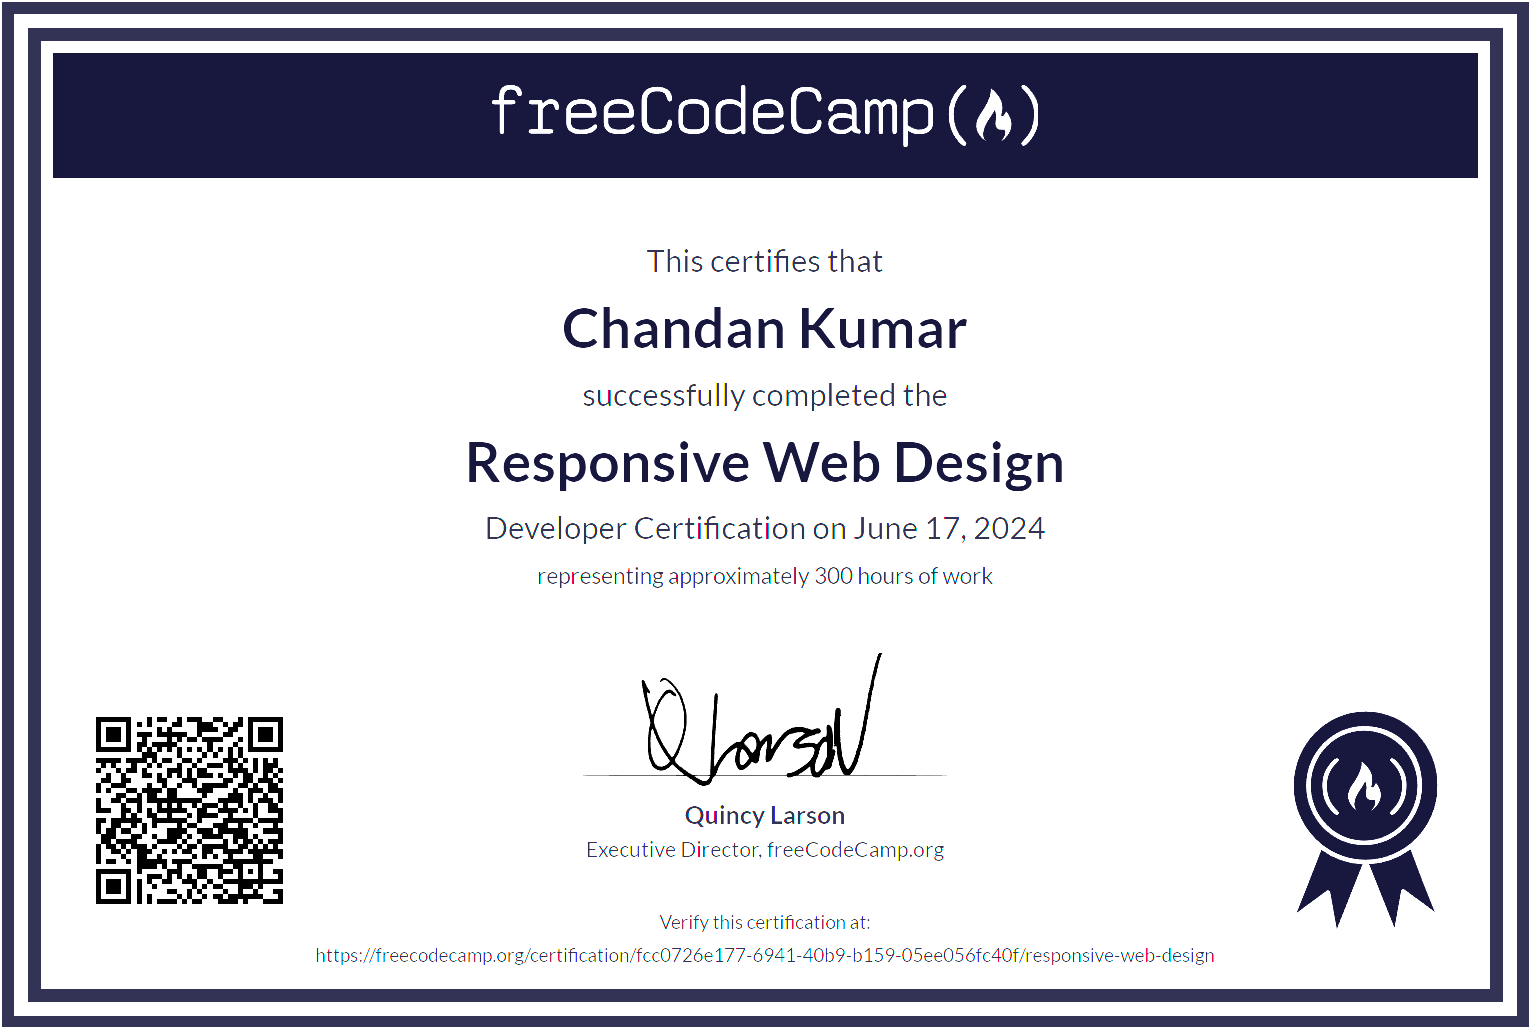 freeCodeCamp
This certifies that
Chandan Kumar
successfully completed the
Responsive Web Design
Developer Certification on June 17, 2024
representing approximately 300 hours of work
Q Larson
Quincy Larson
Executive Director, freeCodeCamp.org
Verify this certification at:
https://freecodecamp.org/certification/fcc0726e177-6941-40b9-b159-05ee056fc40f/responsive-web-design